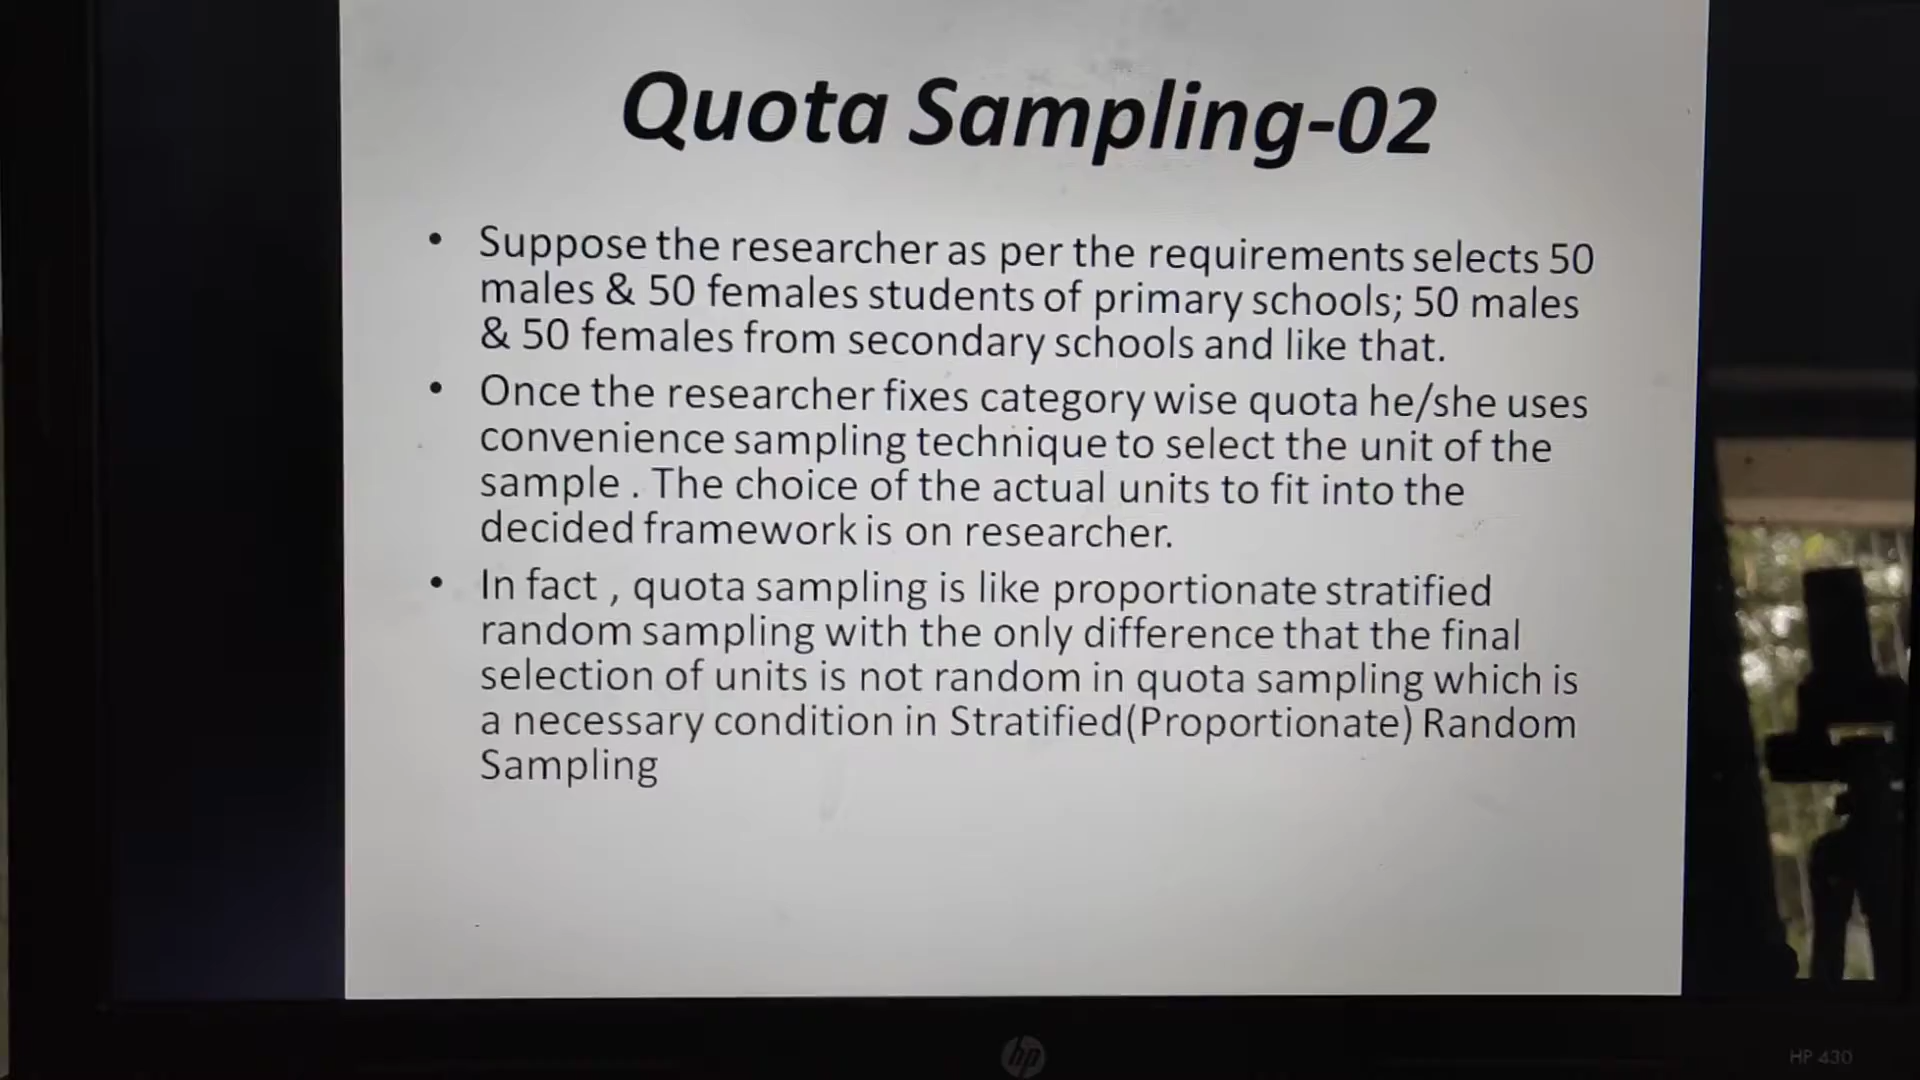 Quota Sampling-02
• Suppose the researcher as per the requirements selects 50
males & 50 females students of primary schools; 50 males
& 50 females from secondary schools and like that.
• Once the researcher fixes category wise quota he/she uses
convenience sampling technique to select the unit of the
sample . The choice of the actual units to fit into the
decided framework is on researcher.
• In fact , quota sampling is like proportionate stratified
random sampling with the only difference that the final
selection of units is not random in quota sampling which is
a necessary condition in Stratified(Proportionate) Random
Sampling
hp
HP 430